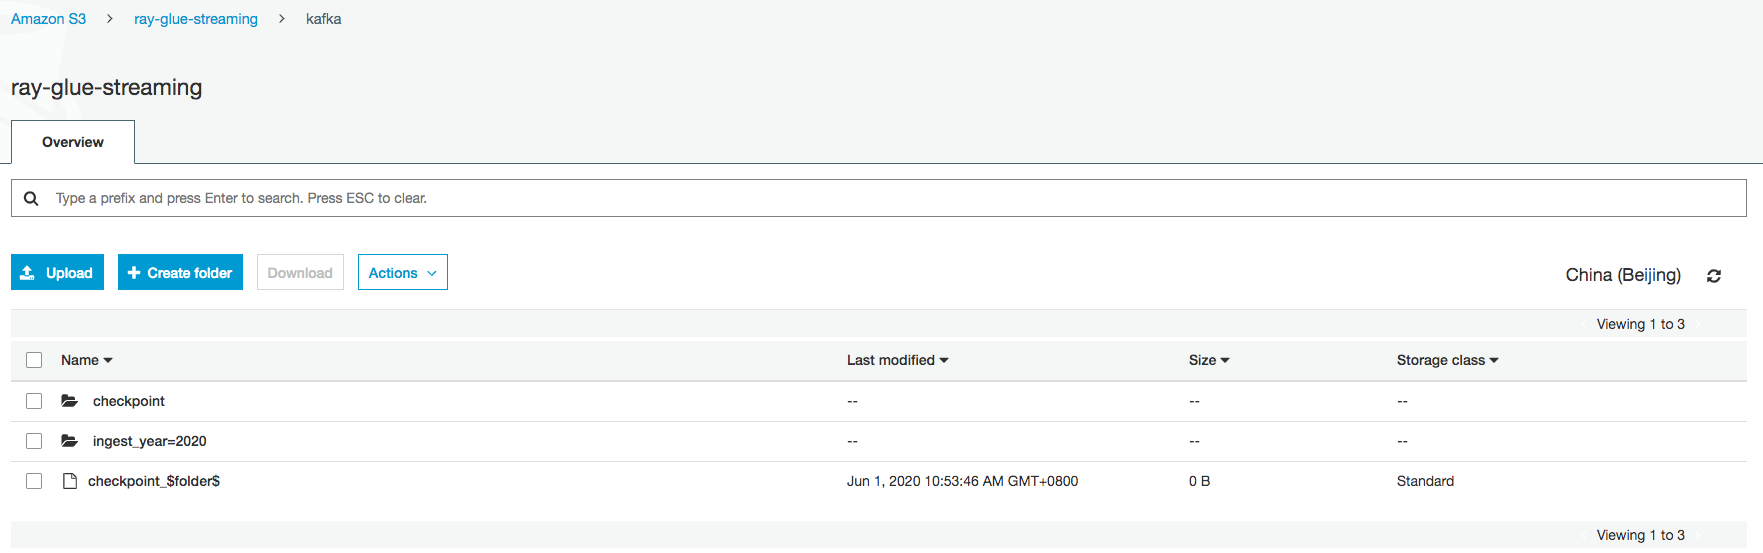 Amazon S3 > ray-glue-streaming > kafka
ray-glue-streaming
Overview
Type a prefix and press Enter to search. Press ESC to clear.
Upload + Create folder Download Actions
China (Beijing)
Viewing 1 to 3
Name Last modified Size Storage class
checkpoint -- -- --
ingest_year=2020 -- -- --
checkpoint_$folder$ Jun 1, 2020 10:53:46 AM GMT+0800 0 B Standard
Viewing 1 to 3